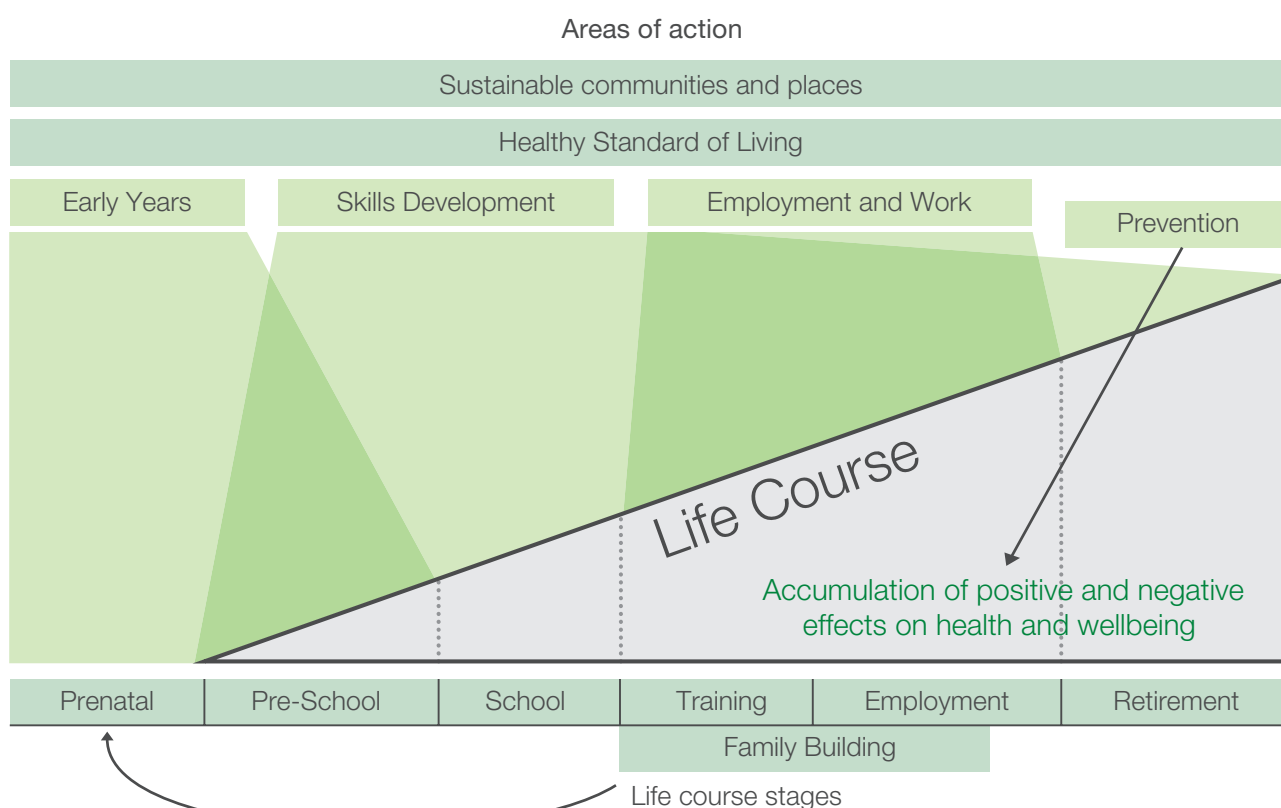 Areas of action
Sustainable communities and places
Healthy Standard of Living
Early Years
Skills Development
Employment and Work
Prevention
Life Course
Accumulation of positive and negative
effects on health and wellbeing
Prenatal
Pre-School
School
Training
Employment
Retirement
Family Building
Life course stages